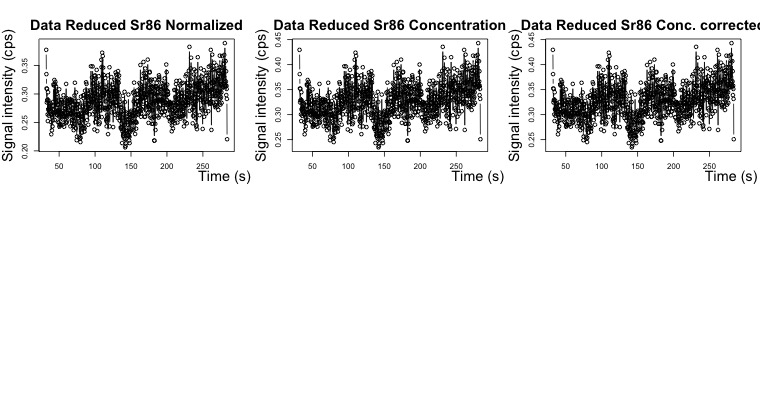 Data Reduced Sr86 Normalized
Signal intensity (cps)
0.20 0.25 0.30 0.35
50 100 150 200 250
Time (s)
Data Reduced Sr86 Concentration
Signal intensity (cps)
0.25 0.30 0.35 0.40 0.45
50 100 150 200 250
Time (s)
Data Reduced Sr86 Conc. corrected
Signal intensity (cps)
0.25 0.30 0.35 0.40 0.45
50 100 150 200 250
Time (s)